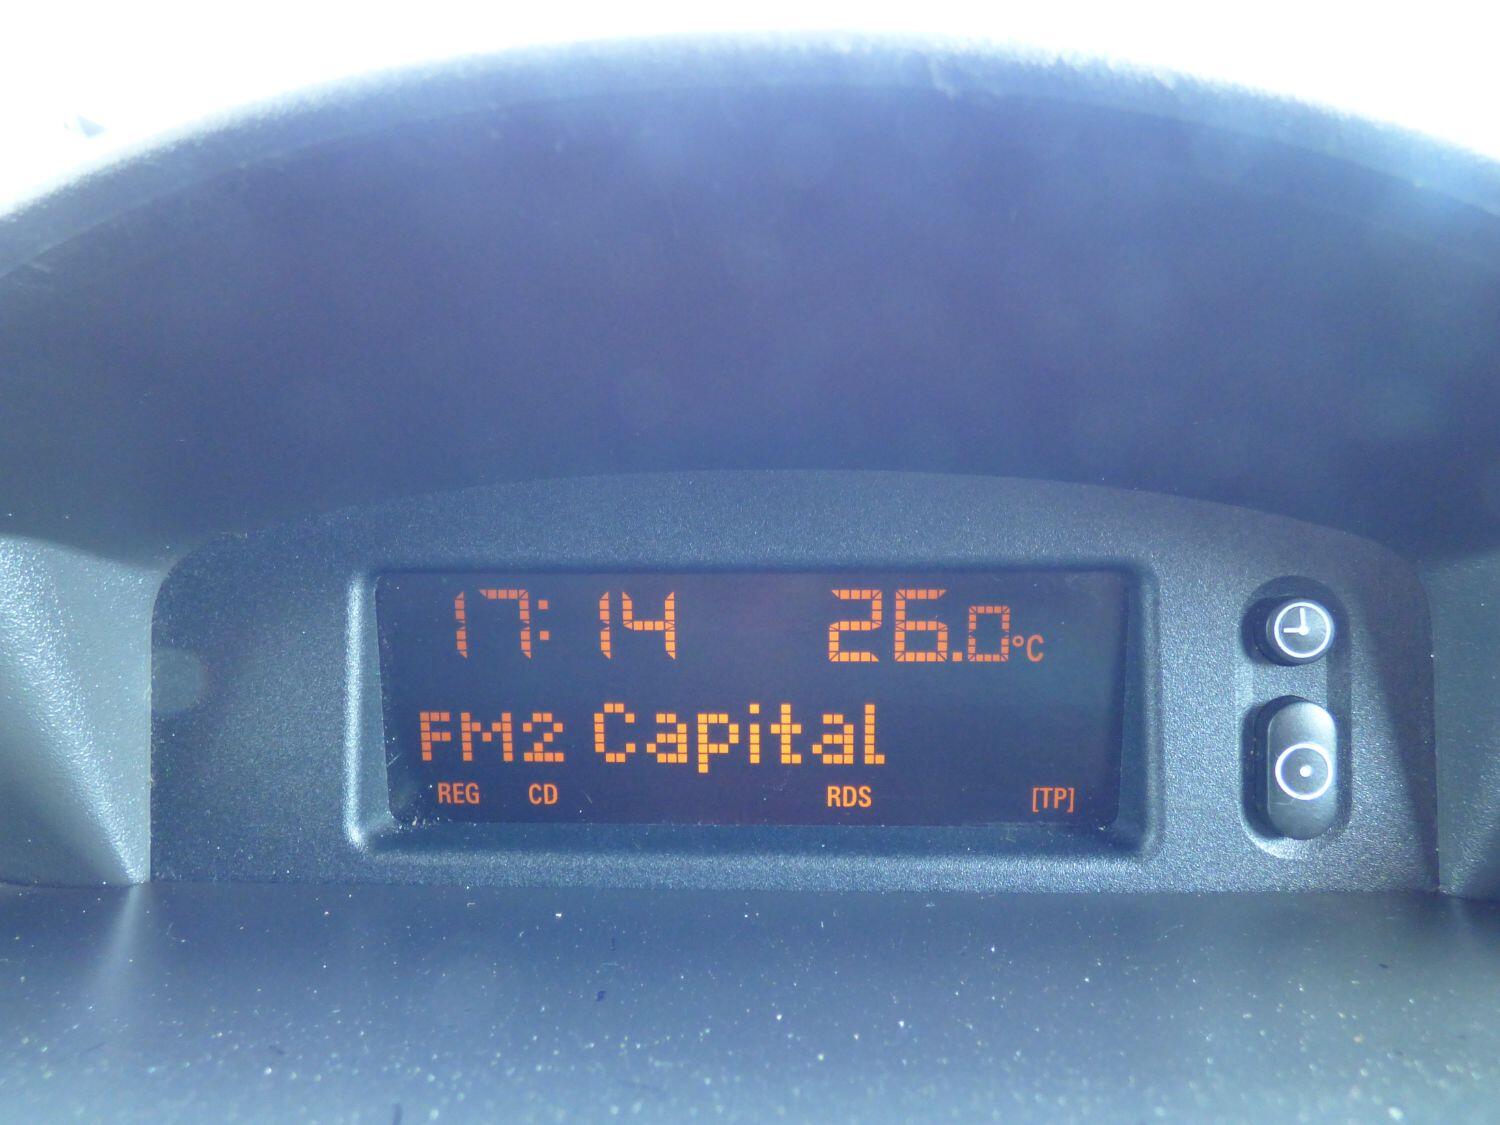 17:14 26.0°C
FM2 Capital
REG CD RDS [TP]